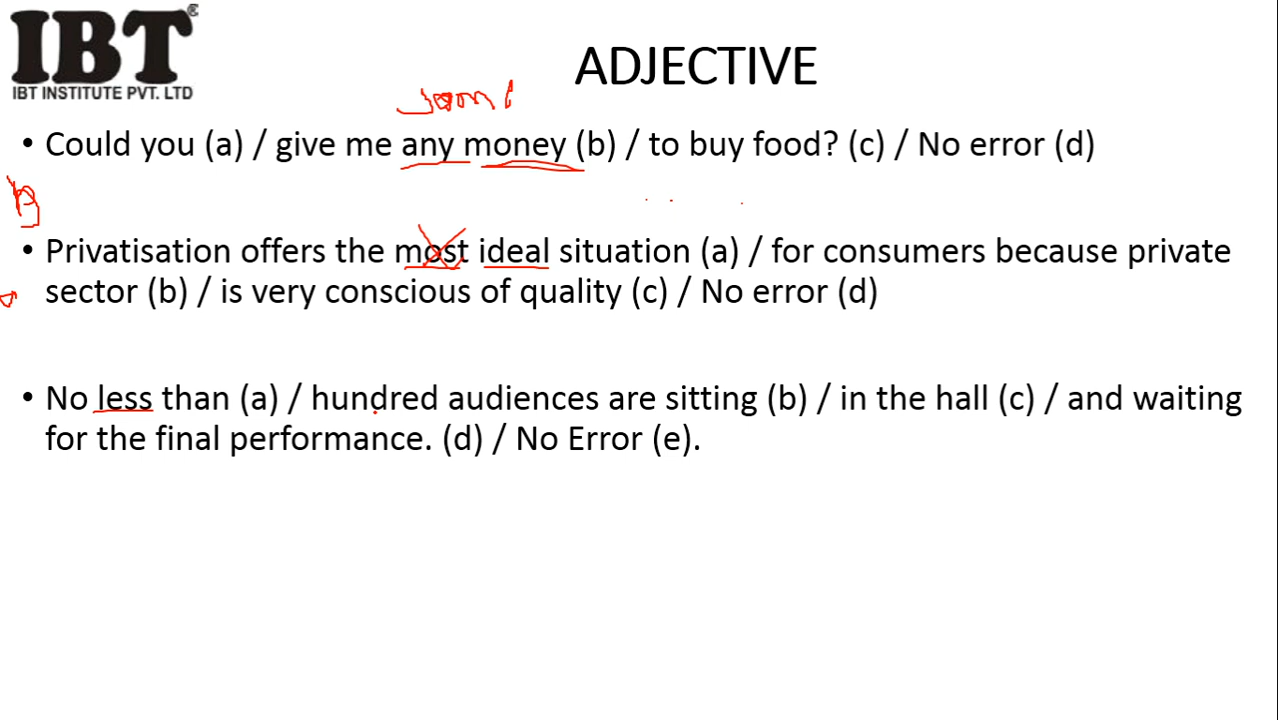 IBT
®
IBT INSTITUTE PVT. LTD
ADJECTIVE
some
• Could you (a) / give me any money (b) / to buy food? (c) / No error (d)
B
• Privatisation offers the most ideal situation (a) / for consumers because private
sector (b) / is very conscious of quality (c) / No error (d)
• No less than (a) / hundred audiences are sitting (b) / in the hall (c) / and waiting
for the final performance. (d) / No Error (e).